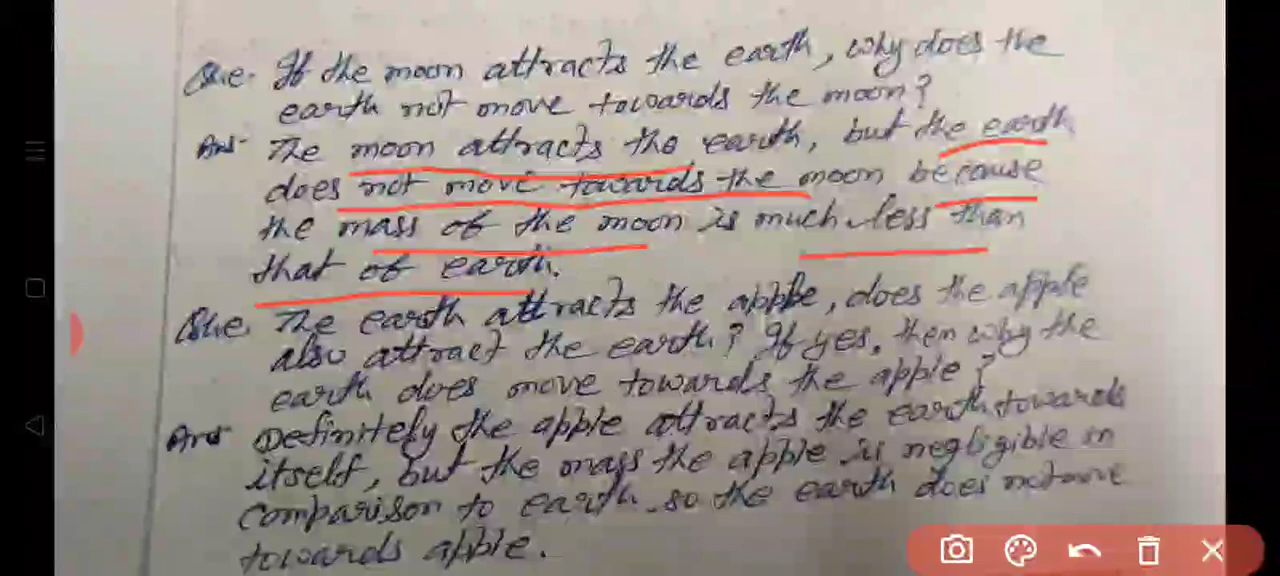 Que. If the moon attracts the earth, why does the
earth not move towards the moon?
Ans- The moon attracts the earth, but the earth
does not move towards the moon because
the mass of the moon is much less than
that of earth.
Que. The earth attracts the apple, does the apple
also attract the earth? If yes, then why the
earth does move towards the apple?
Ans Definitely the apple attracts the earth towards
itself, but the mass the apple is negligible in
comparison to earth. so the earth does not move
towards apple.